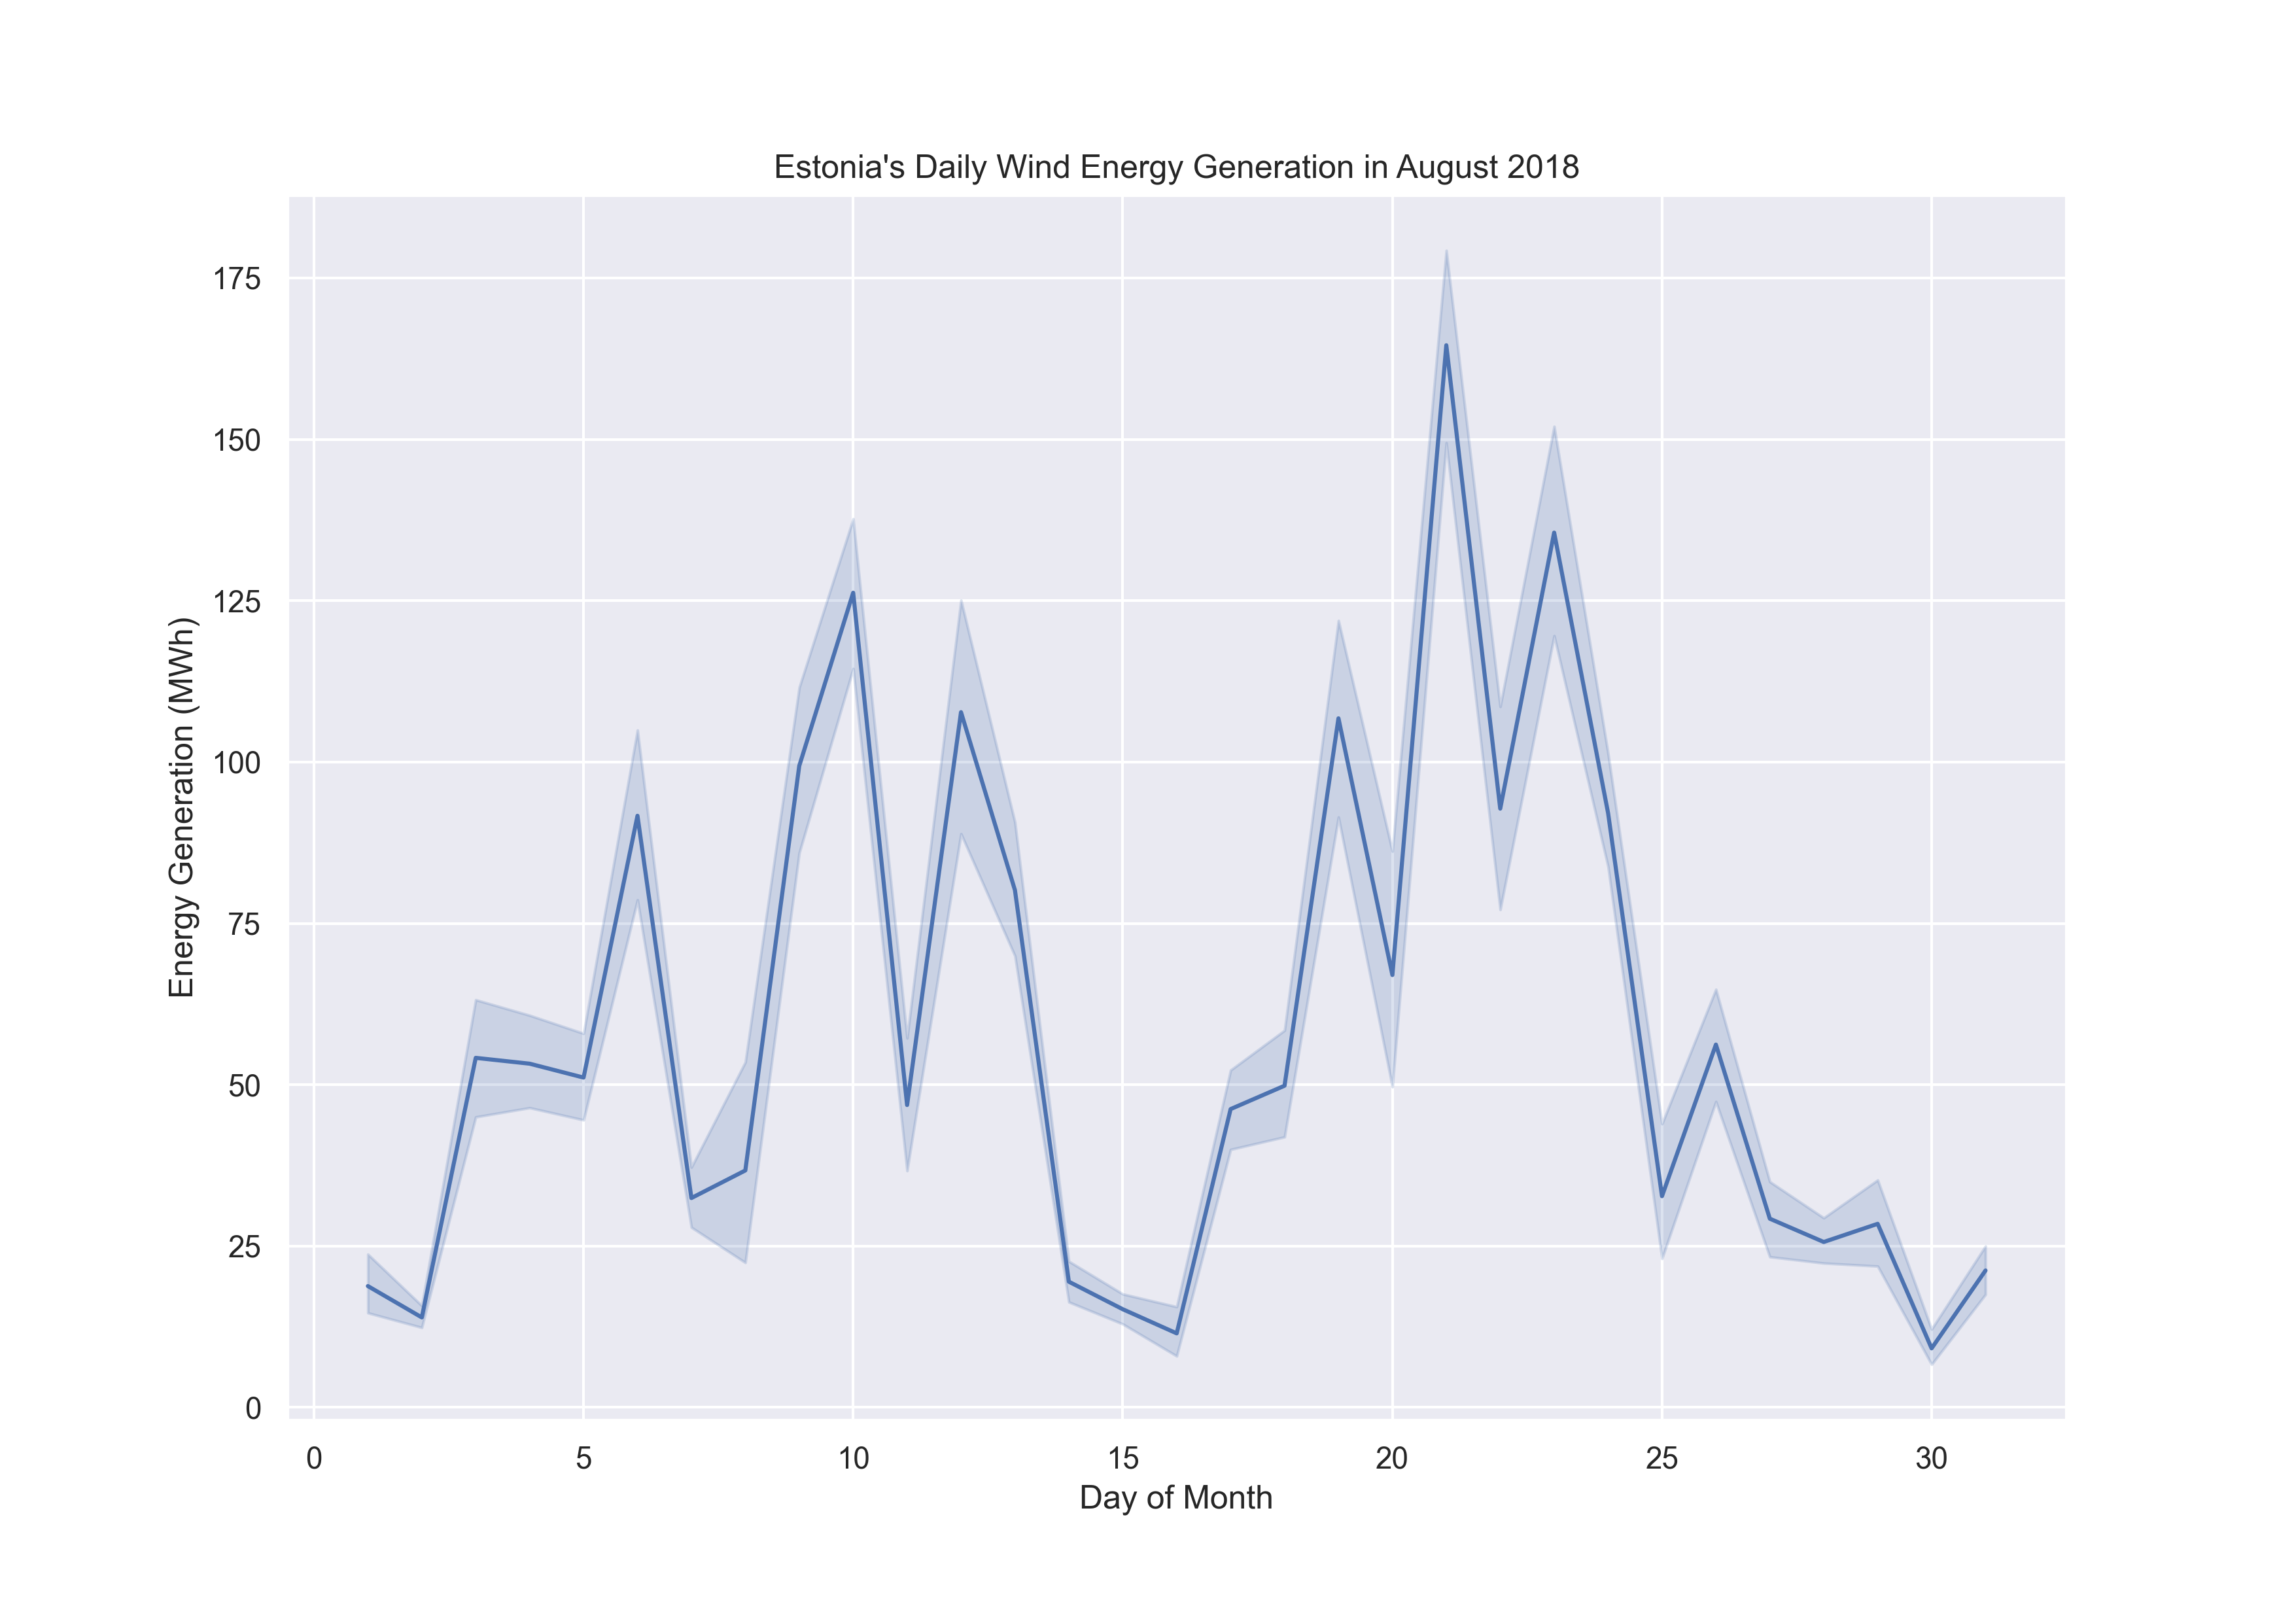 Estonia's Daily Wind Energy Generation in August 2018
Energy Generation (MWh)
175
150
125
100
75
50
25
0
0 5 10 15 20 25 30
Day of Month